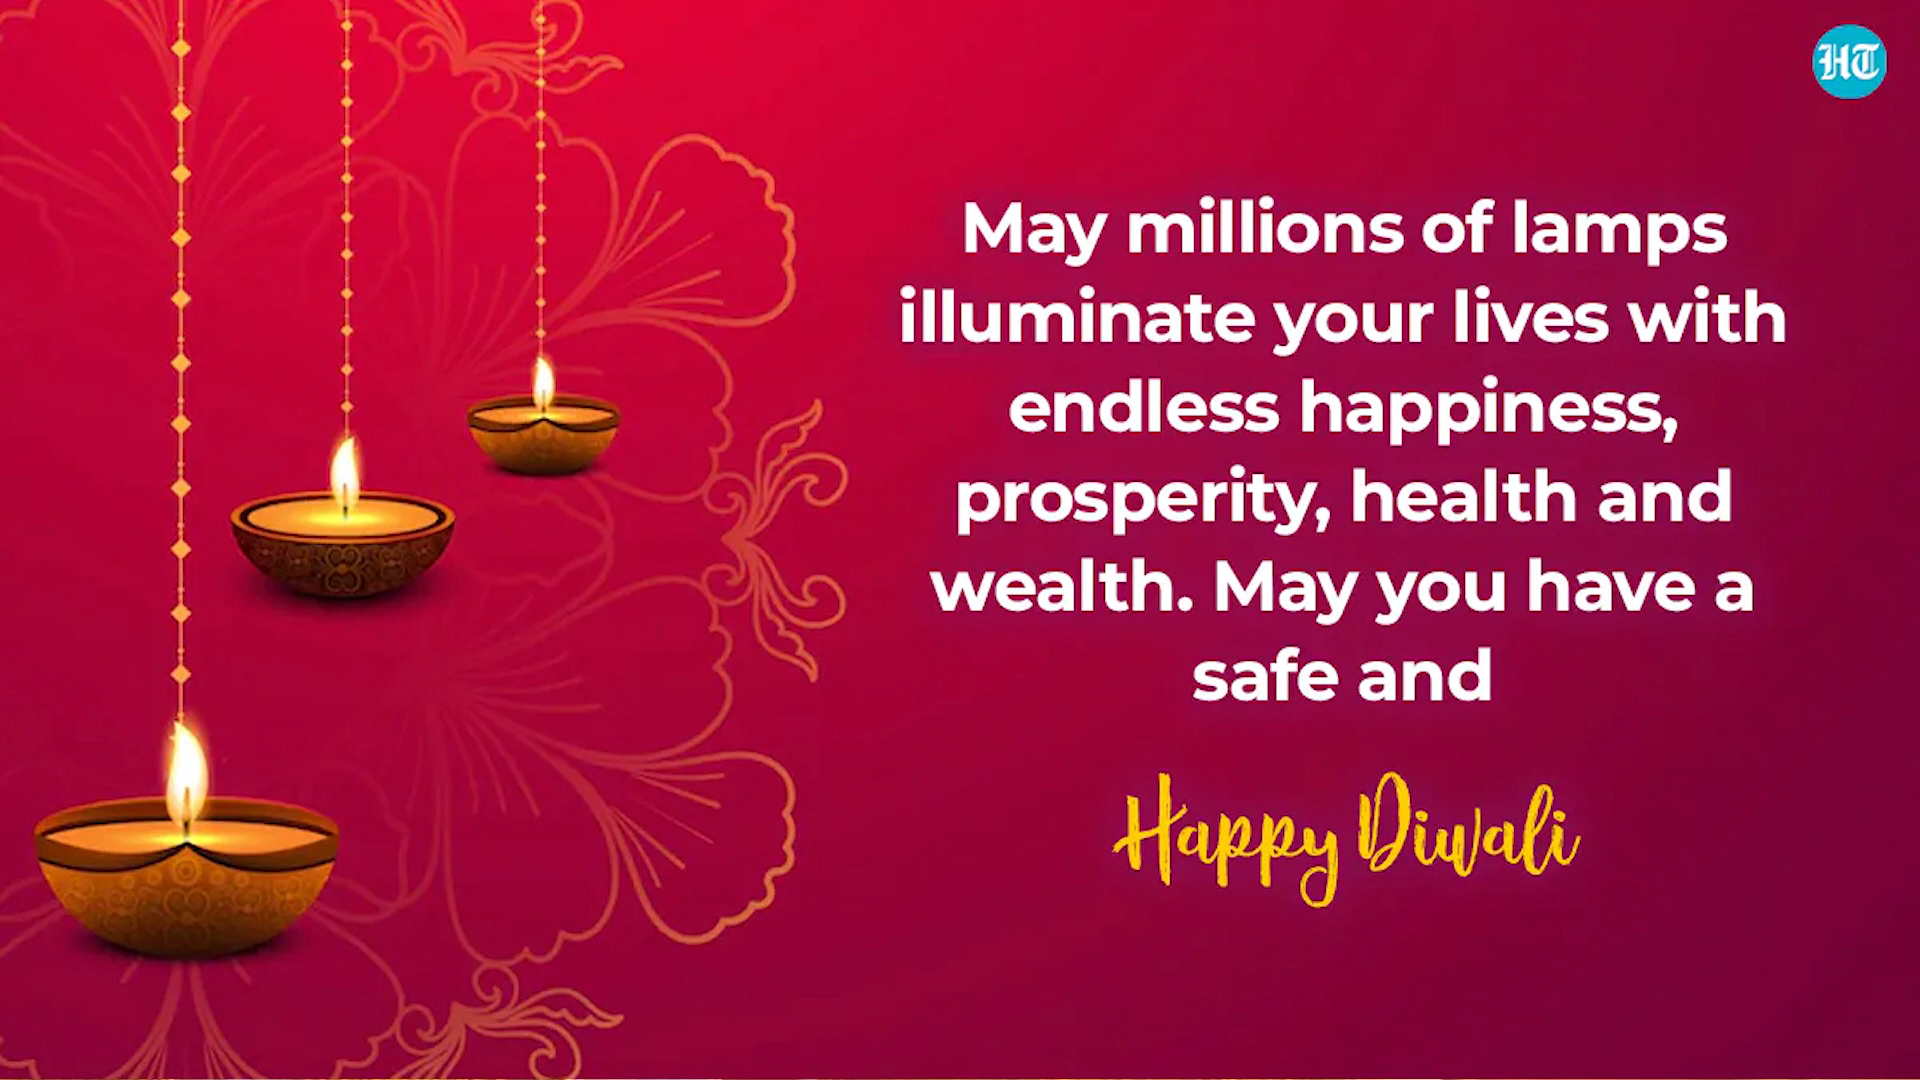 HT
May millions of lamps
illuminate your lives with
endless happiness,
prosperity, health and
wealth. May you have a
safe and
Happy Diwali